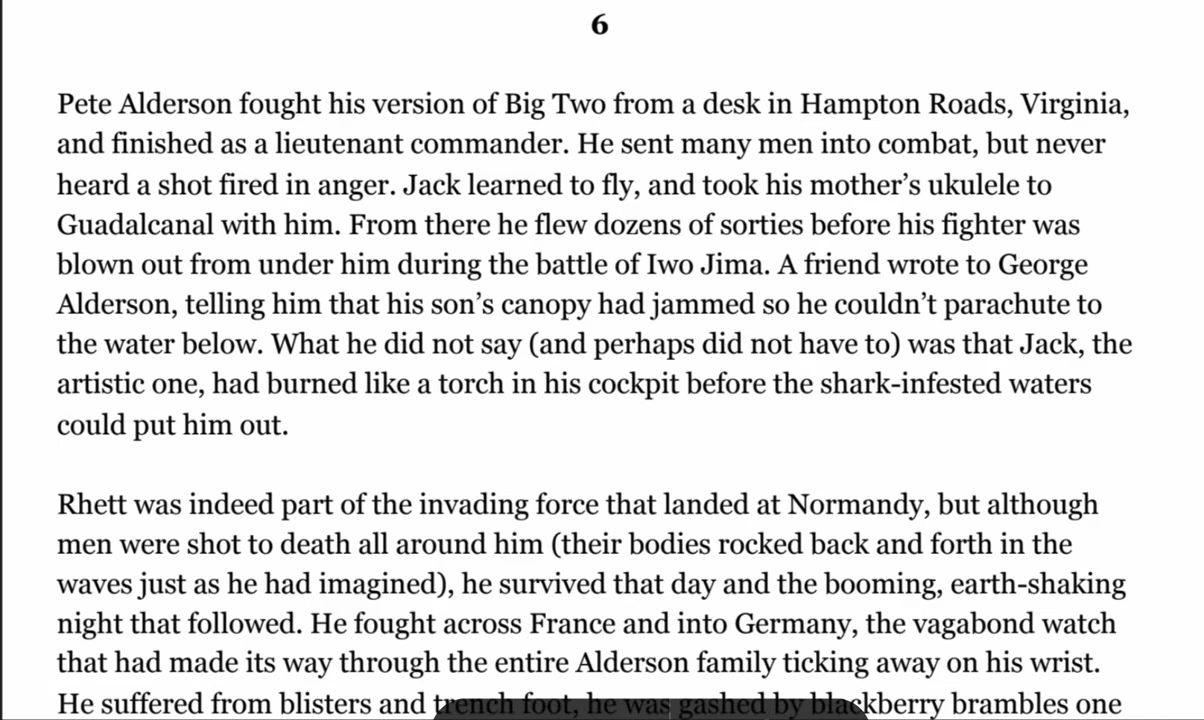 6
Pete Alderson fought his version of Big Two from a desk in Hampton Roads, Virginia,
and finished as a lieutenant commander. He sent many men into combat, but never
heard a shot fired in anger. Jack learned to fly, and took his mother’s ukulele to
Guadalcanal with him. From there he flew dozens of sorties before his fighter was
blown out from under him during the battle of Iwo Jima. A friend wrote to George
Alderson, telling him that his son’s canopy had jammed so he couldn’t parachute to
the water below. What he did not say (and perhaps did not have to) was that Jack, the
artistic one, had burned like a torch in his cockpit before the shark-infested waters
could put him out.
Rhett was indeed part of the invading force that landed at Normandy, but although
men were shot to death all around him (their bodies rocked back and forth in the
waves just as he had imagined), he survived that day and the booming, earth-shaking
night that followed. He fought across France and into Germany, the vagabond watch
that had made its way through the entire Alderson family ticking away on his wrist.
He suffered from blisters and trench foot, he was gashed by blackberry brambles one